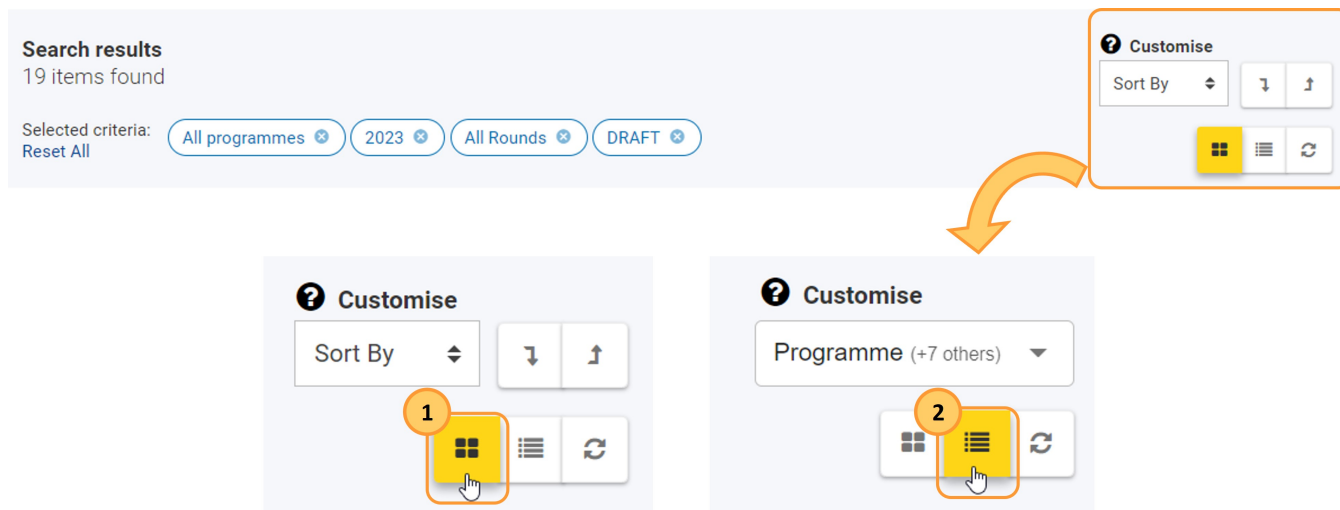 Search results
19 items found
Selected criteria:
Reset All
All programmes
2023
All Rounds
DRAFT
Customise
Sort By
Customise
Sort By
1
Customise
Programme (+7 others)
2